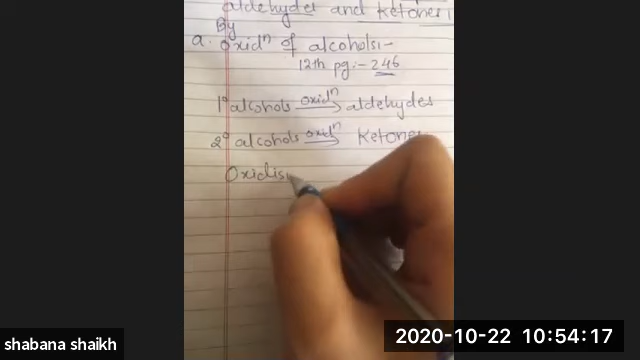 aldehydes and ketones :
By
a. oxidⁿ of alcohols:-
12th pg:- 246
1° alcohols oxidⁿ→ aldehydes
2° alcohols oxidⁿ→ Ketones
Oxidis
shabana shaikh
2020-10-22 10:54:17